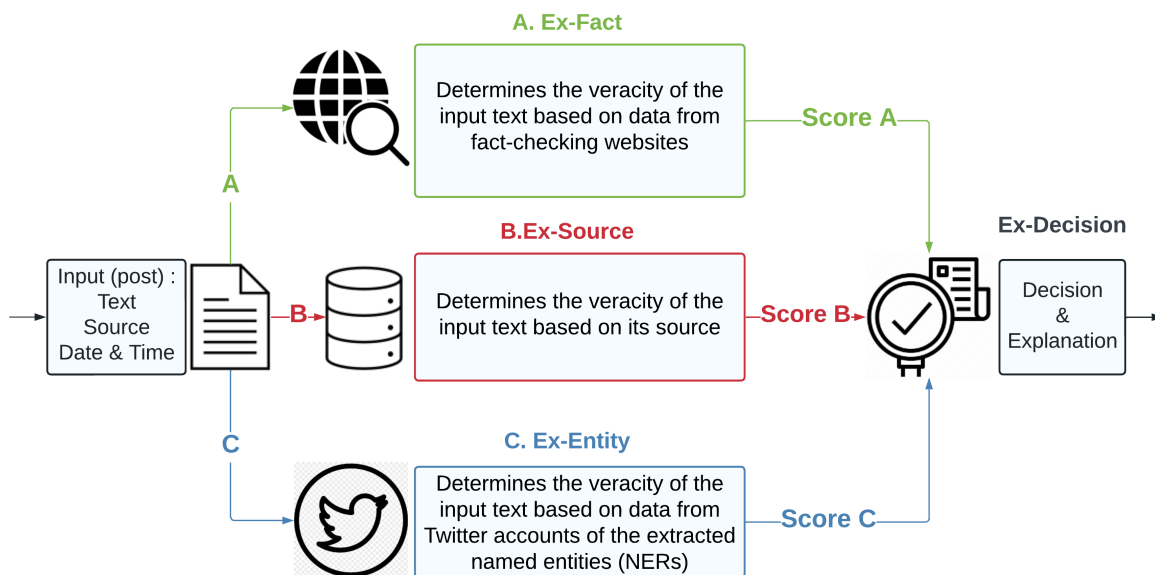 A. Ex-Fact
Determines the veracity of the
input text based on data from
fact-checking websites
Score A
A
B.Ex-Source
Ex-Decision
Input (post) :
Text
Source
Date & Time
B
Determines the veracity of the
input text based on its source
Score B
Decision
&
Explanation
C
C. Ex-Entity
Determines the veracity of the
input text based on data from
Twitter accounts of the extracted
named entities (NERs)
Score C